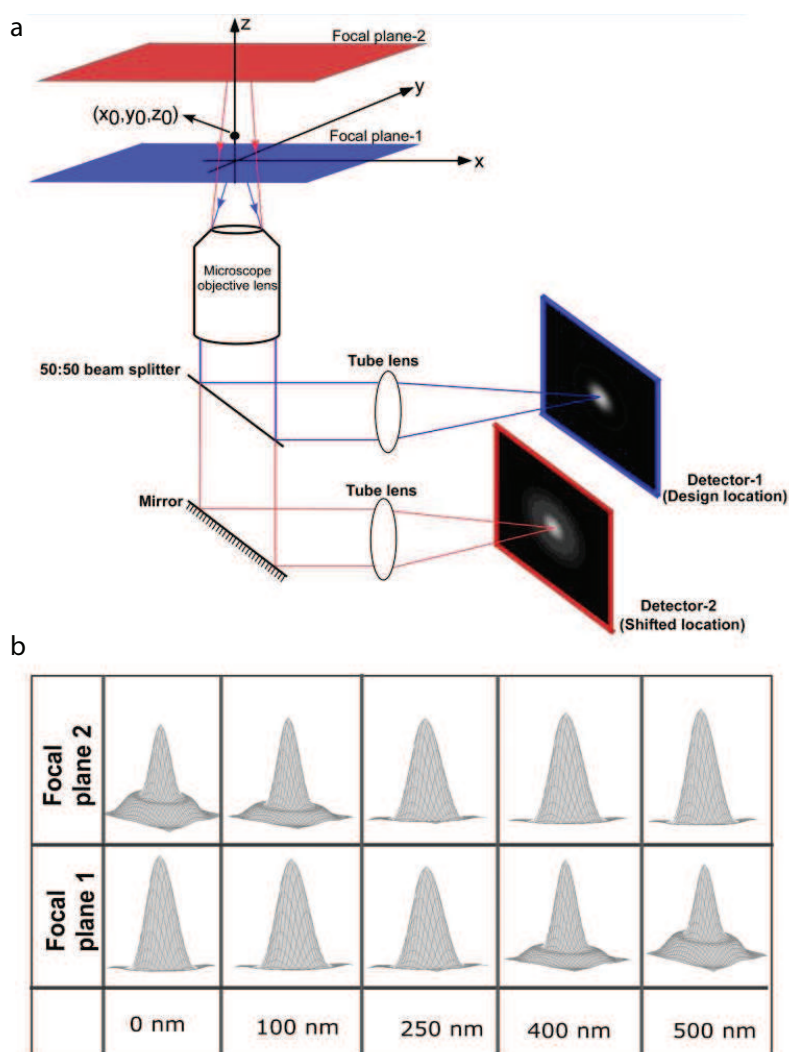 a
z
Focal plane-2
y
(x0,y0,z0)
Focal plane-1
x
Microscope
objective lens
Tube lens
50:50 beam splitter
Detector-1
(Design location)
Tube lens
Mirror
Detector-2
(Shifted location)
b
Focal
plane 2
Focal
plane 1
0 nm
100 nm
250 nm
400 nm
500 nm